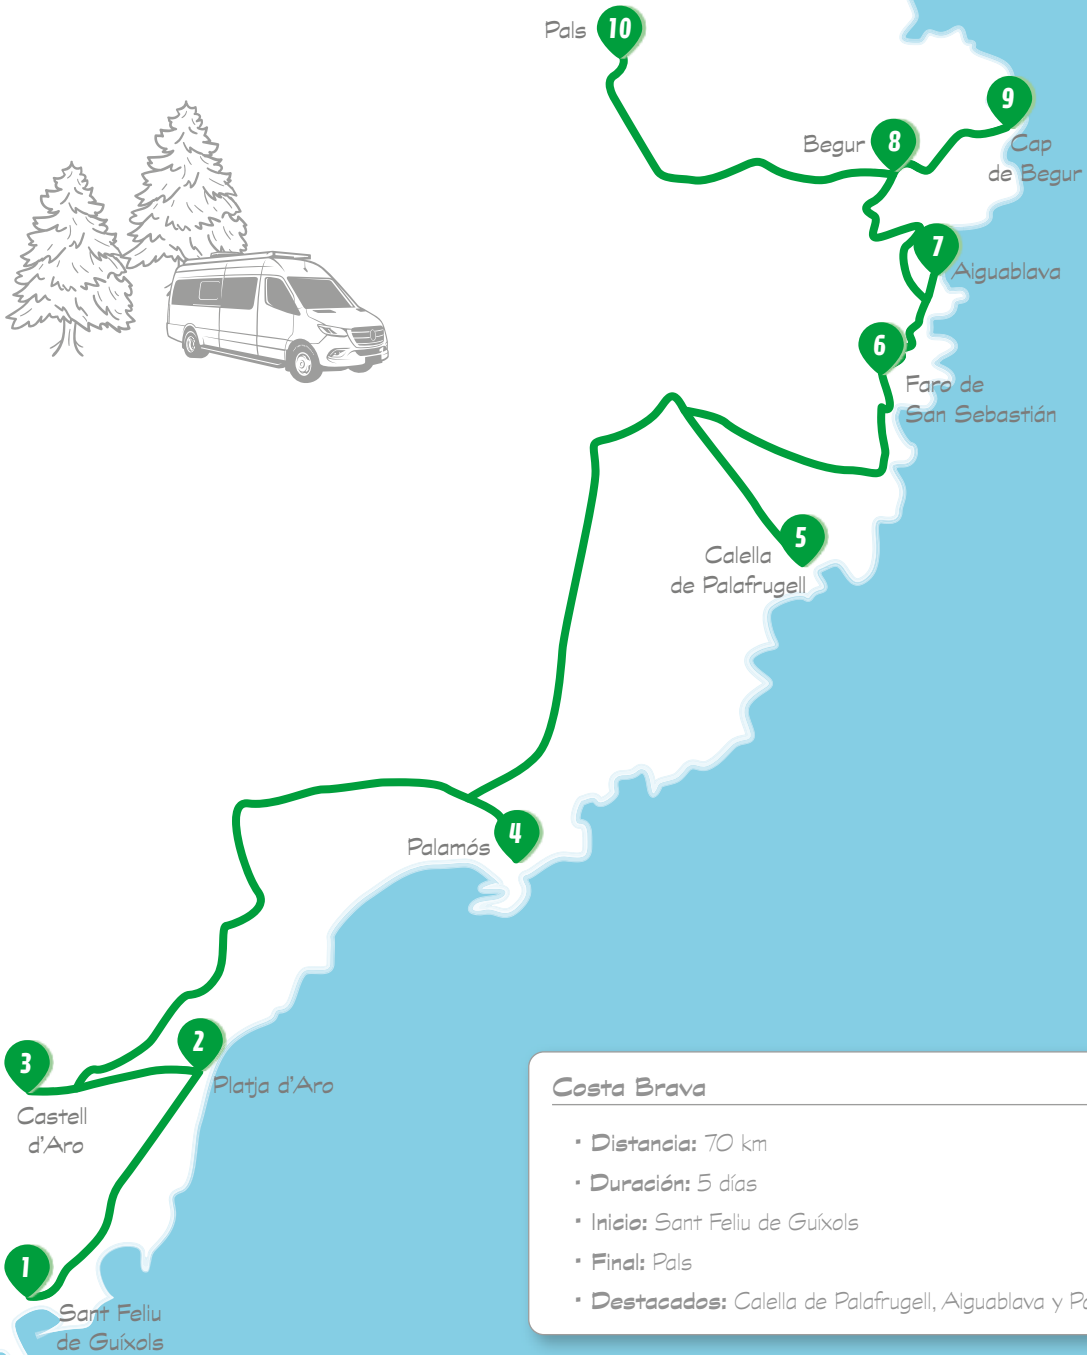 Pals
10
9
Cap
de Begur
Begur
8
7
Aiguablava
6
Faro de
San Sebastián
5
Calella
de Palafrugell
4
Palamós
2
Platja d'Aro
3
Castell
d'Aro
1
Sant Feliu
de Guíxols
Costa Brava
· Distancia: 70 km
· Duración: 5 días
· Inicio: Sant Feliu de Guíxols
· Final: Pals
· Destacados: Calella de Palafrugell, Aiguablava y